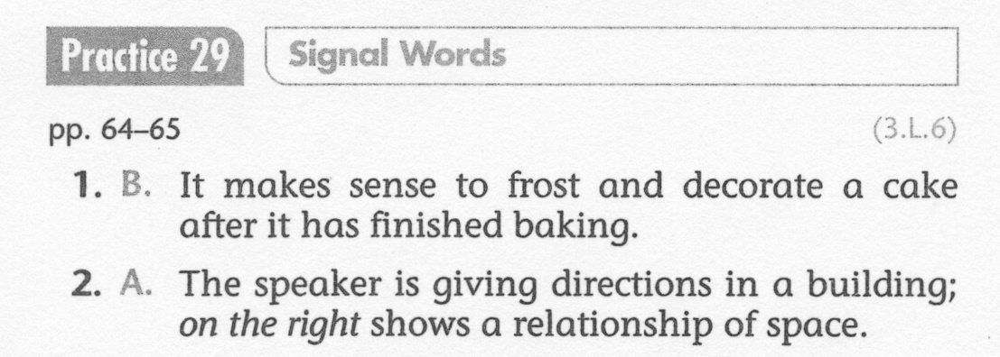 Practice 29 Signal Words
pp. 64–65 (3.L.6)
1. B. It makes sense to frost and decorate a cake
after it has finished baking.
2. A. The speaker is giving directions in a building;
on the right shows a relationship of space.